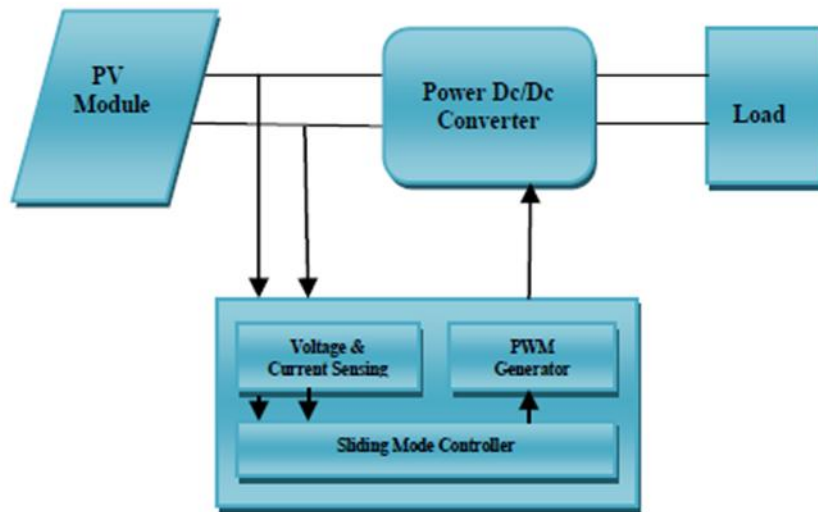 PV
Module
Power Dc/Dc
Converter
Load
Voltage &
Current Sensing
PWM
Generator
Sliding Mode Controller